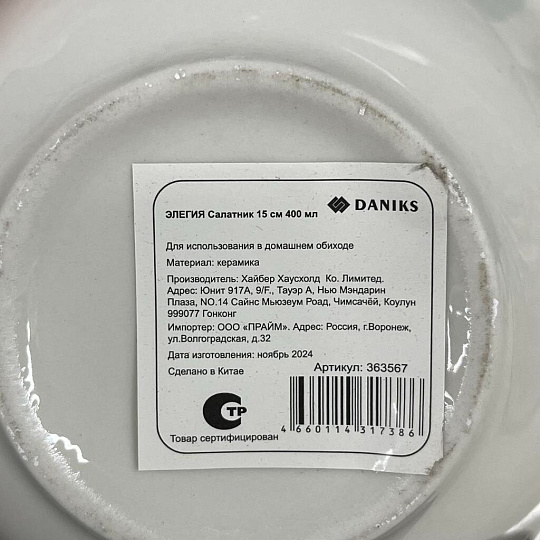 ЭЛЕГИЯ Салатник 15 см 400 мл
DANIKS
Для использования в домашнем обиходе
Материал: керамика
Производитель: Хайбер Хаусхолд Ко. Лимитед.
Адрес: Юнит 917А, 9/F., Тауэр А, Нью Мэндарин
Плаза, NO.14 Сайнс Мьюзеум Роад, Чимсачёй, Коулун
999077 Гонконг
Импортер: ООО «ПРАЙМ». Адрес: Россия, г.Воронеж,
ул.Волгоградская, д.32
Дата изготовления: ноябрь 2024
Сделано в Китае
Артикул: 363567
СТР
Товар сертифицирован
4 660114 317386